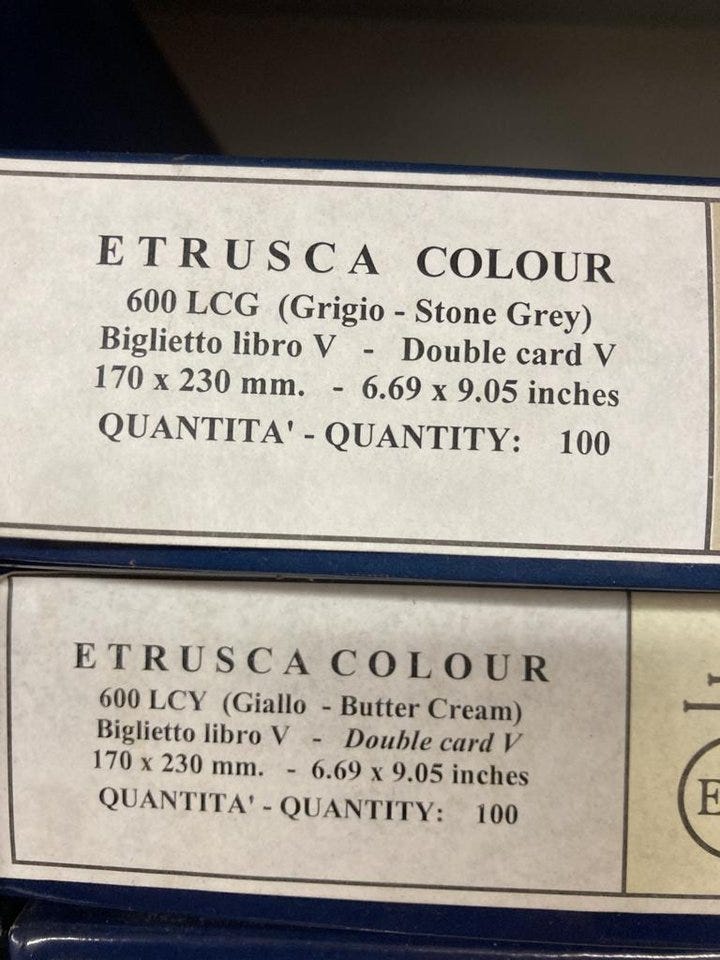 ETRUSCA COLOUR
600 LCG (Grigio - Stone Grey)
Biglietto libro V - Double card V
170 x 230 mm. - 6.69 x 9.05 inches
QUANTITA' - QUANTITY: 100
ETRUSCA COLOUR
600 LCY (Giallo - Butter Cream)
Biglietto libro V - Double card V
170 x 230 mm. - 6.69 x 9.05 inches
QUANTITA' - QUANTITY: 100